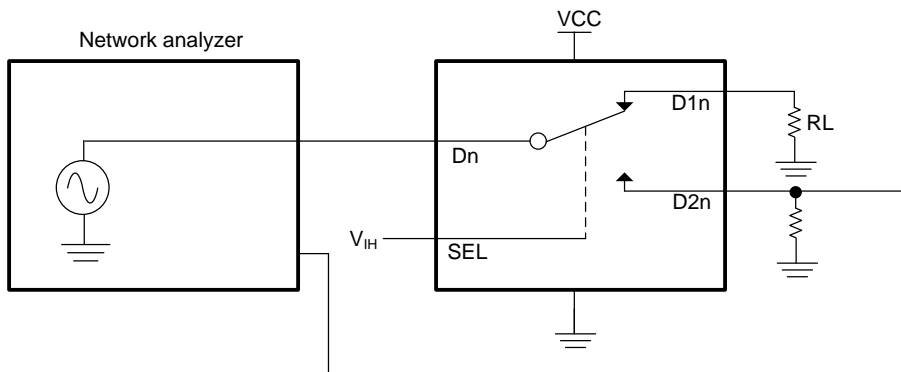 VCC
Network analyzer
D1n
RL
Dn
D2n
VIH
SEL